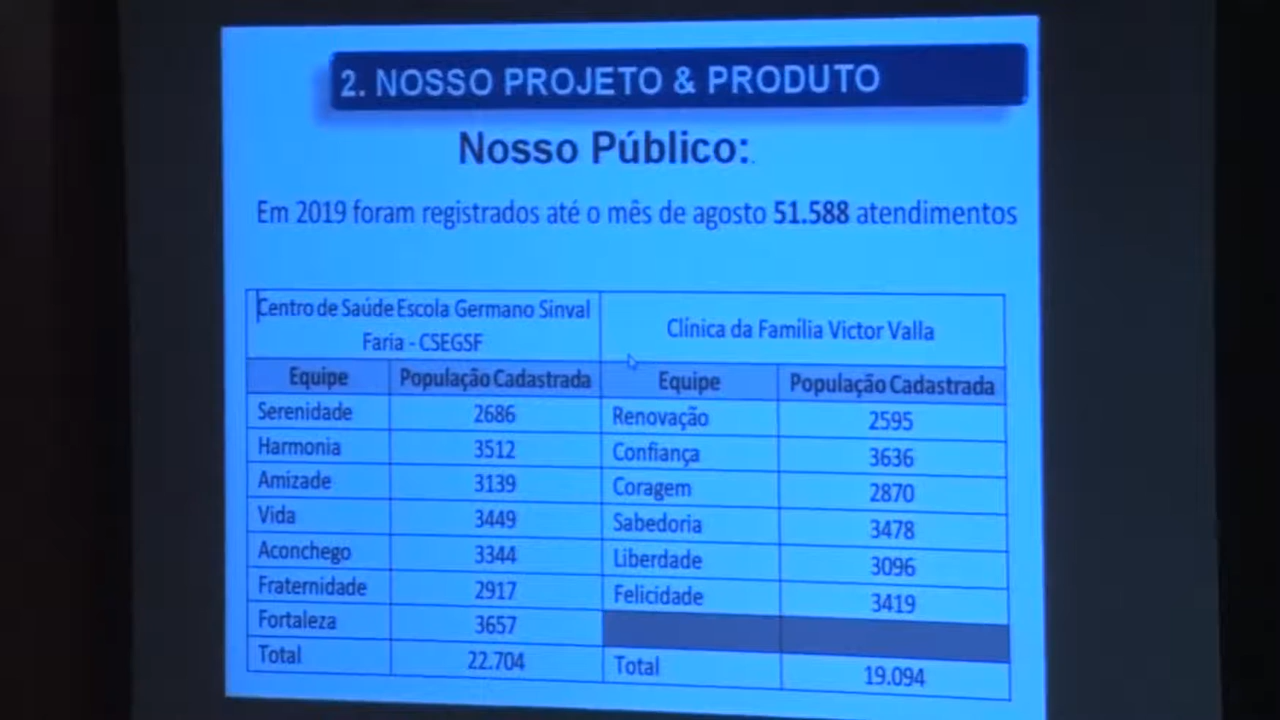 2. NOSSO PROJETO & PRODUTO
Nosso Público:.
Em 2019 foram registrados até o mês de agosto 51.588 atendimentos
Centro de Saúde Escola Germano Sinval
Faria - CSEGSF
Clínica da Família Victor Valla
Equipe População Cadastrada Equipe População Cadastrada
Serenidade 2686 Renovação 2595
Harmonia 3512 Confiança 3636
Amizade 3139 Coragem 2870
Vida 3449 Sabedoria 3478
Aconchego 3344 Liberdade 3096
Fraternidade 2917 Felicidade 3419
Fortaleza 3657
Total 22.704 Total 19.094